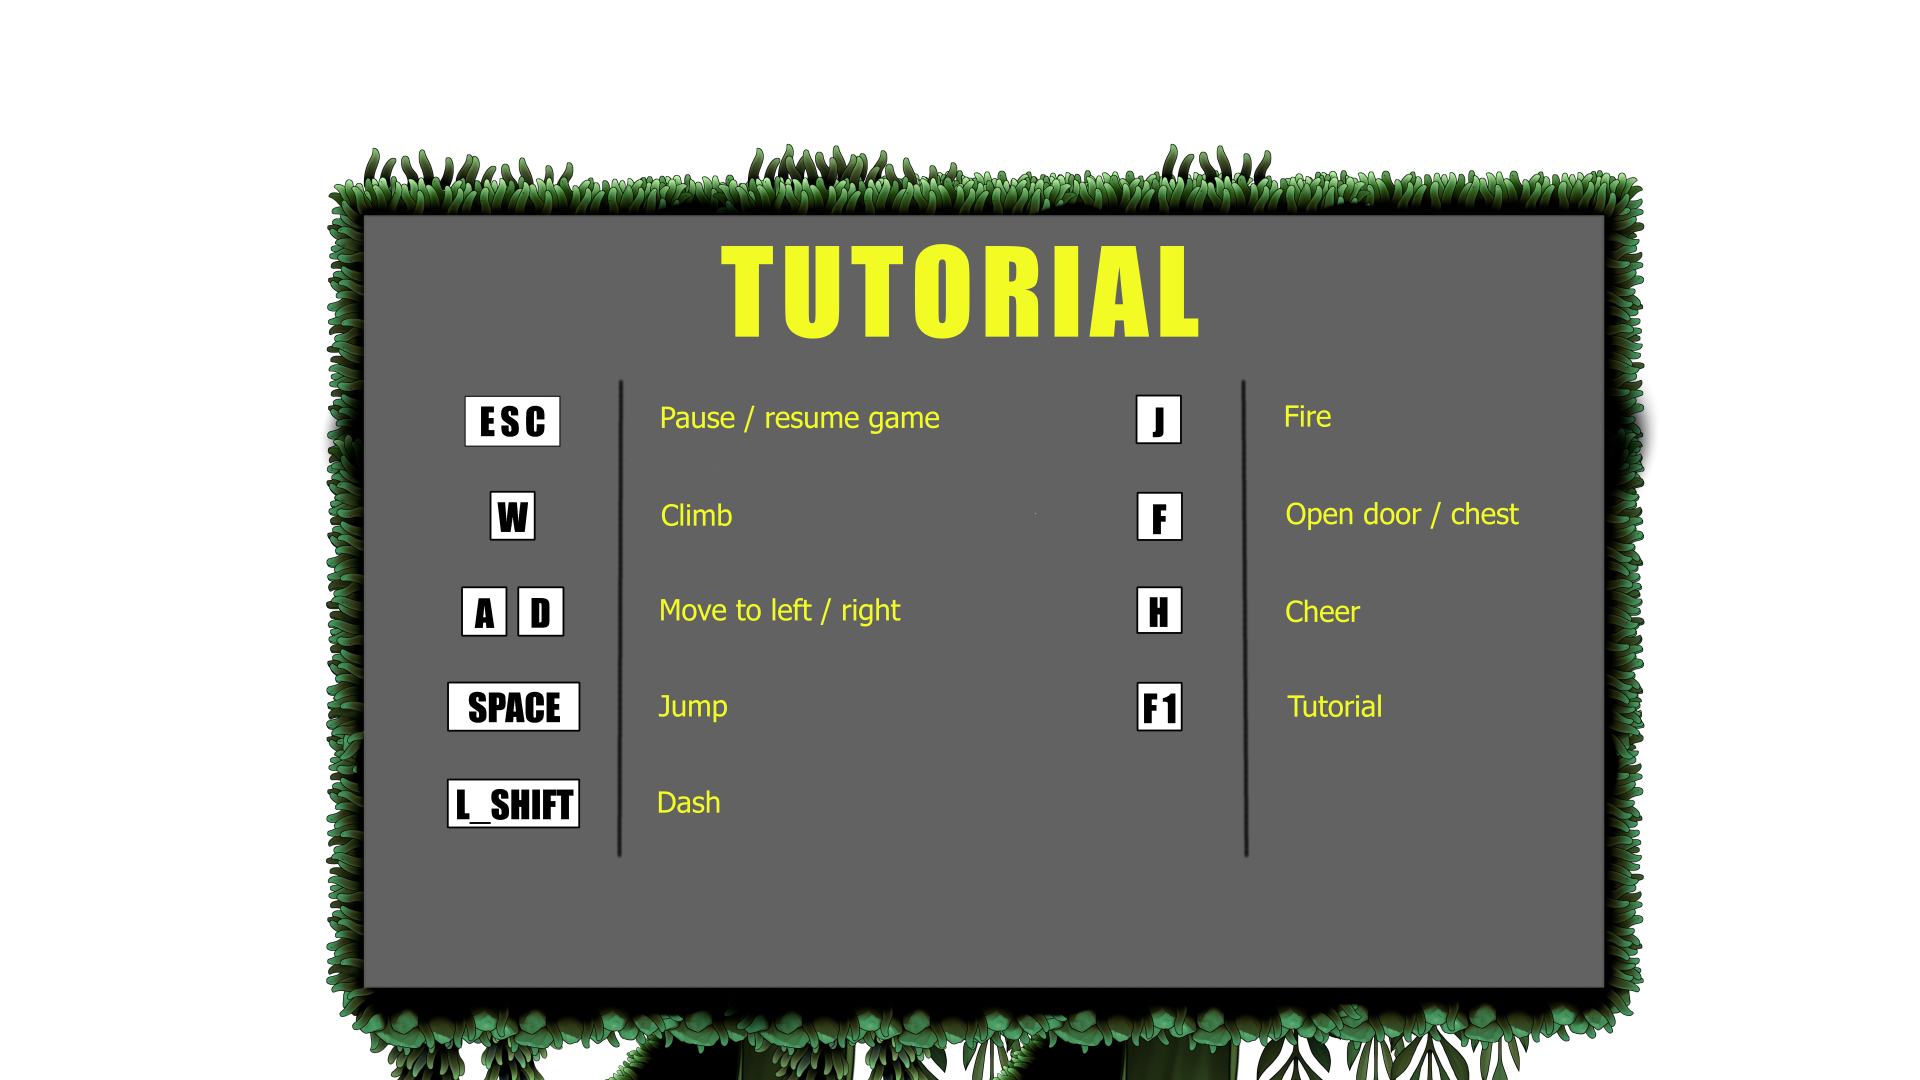 TUTORIAL
ESC Pause / resume game
W Climb
A D Move to left / right
SPACE Jump
L_SHIFT Dash
J Fire
F Open door / chest
H Cheer
F1 Tutorial